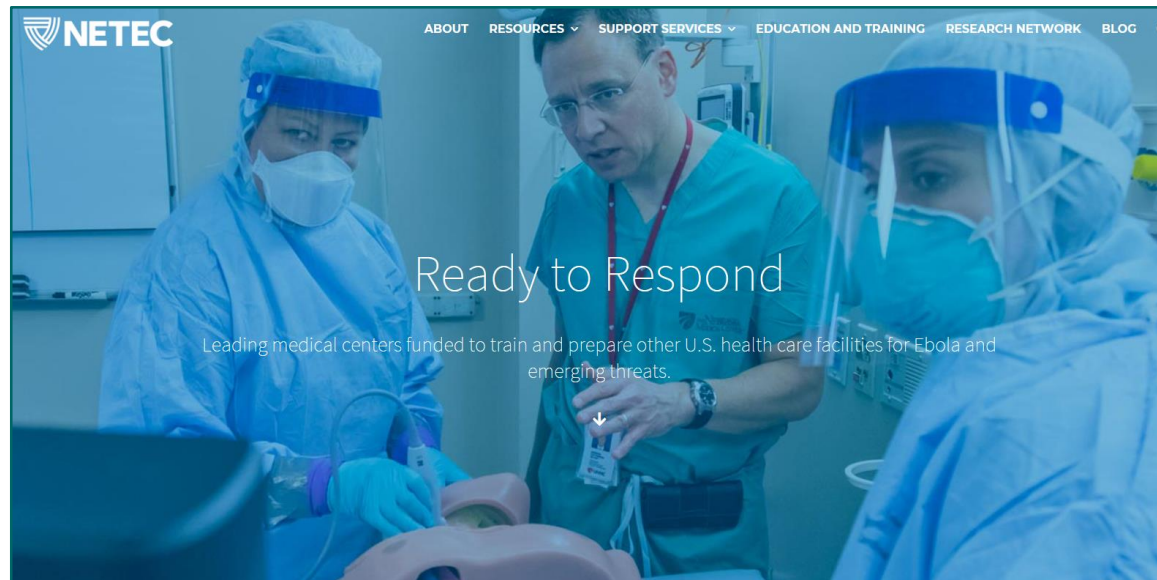 NETEC
ABOUT RESOURCES SUPPORT SERVICES EDUCATION AND TRAINING RESEARCH NETWORK BLOG
Ready to Respond
Leading medical centers funded to train and prepare other U.S. health care facilities for Ebola and
emerging threats.